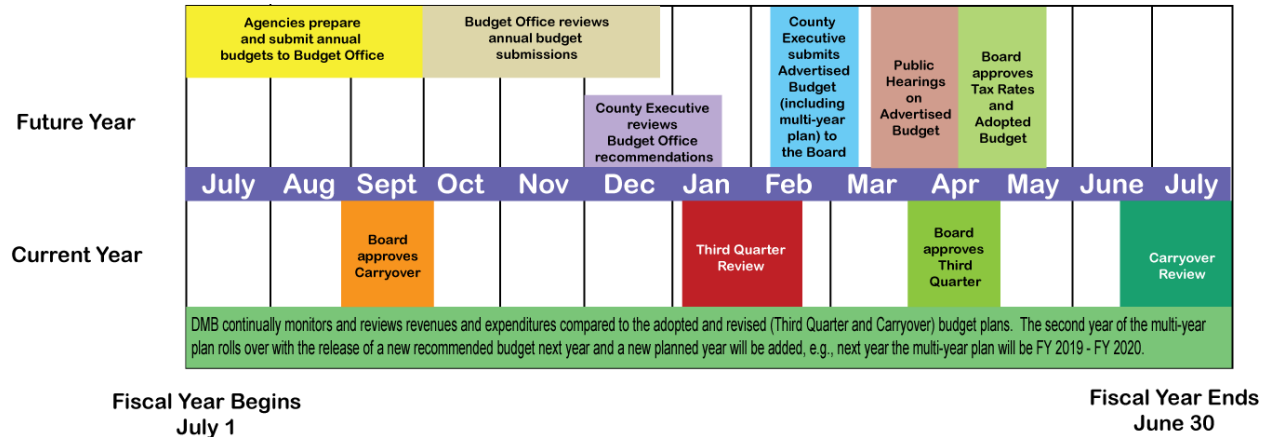 Agencies prepare
and submit annual
budgets to Budget Office
Budget Office reviews
annual budget
submissions
County Executive
reviews
Budget Office
recommendations
County
Executive
submits
Advertised
Budget
(including
multi-year
plan) to
the Board
Public
Hearings
on
Advertised
Budget
Board
approves
Tax Rates
and
Adopted
Budget
Future Year
July Aug Sept Oct Nov Dec Jan Feb Mar Apr May June July
Current Year
Board
approves
Carryover
Third Quarter
Review
Board
approves
Third
Quarter
Carryover
Review
DMB continually monitors and reviews revenues and expenditures compared to the adopted and revised (Third Quarter and Carryover) budget plans. The second year of the multi-year
plan rolls over with the release of a new recommended budget next year and a new planned year will be added, e.g., next year the multi-year plan will be FY 2019 - FY 2020.
Fiscal Year Begins
July 1
Fiscal Year Ends
June 30